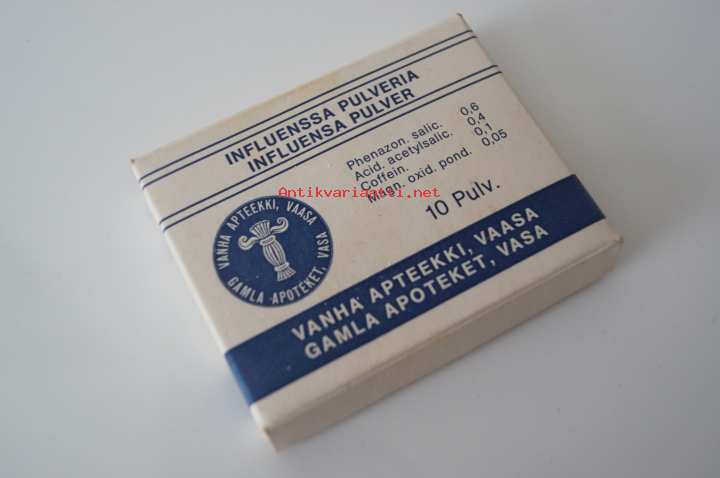 INFLUENSSA PULVERIA
INFLUENSA PULVER
Phenazon. salic. 0,6
Acid. acetylsalic. 0,4
Coffein. 0,1
Magn. oxid. pond. 0,05
10 Pulv.
Antikvariaatti.net
VANHA APTEEKKI, VAASA
GAMLA APOTEKET, VASA
VANHA APTEEKKI, VAASA
GAMLA APOTEKET, VASA